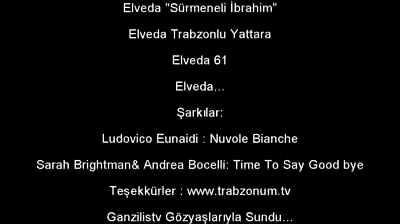 Elveda "Sürmeneli İbrahim"
Elveda Trabzonlu Yattara
Elveda 61
Elveda...
Şarkılar:
Ludovico Eunaidi : Nuvole Bianche
Sarah Brightman& Andrea Bocelli: Time To Say Good bye
Teşekkürler : www.trabzonum.tv
Ganzilistv Gözyaşlarıyla Sundu...